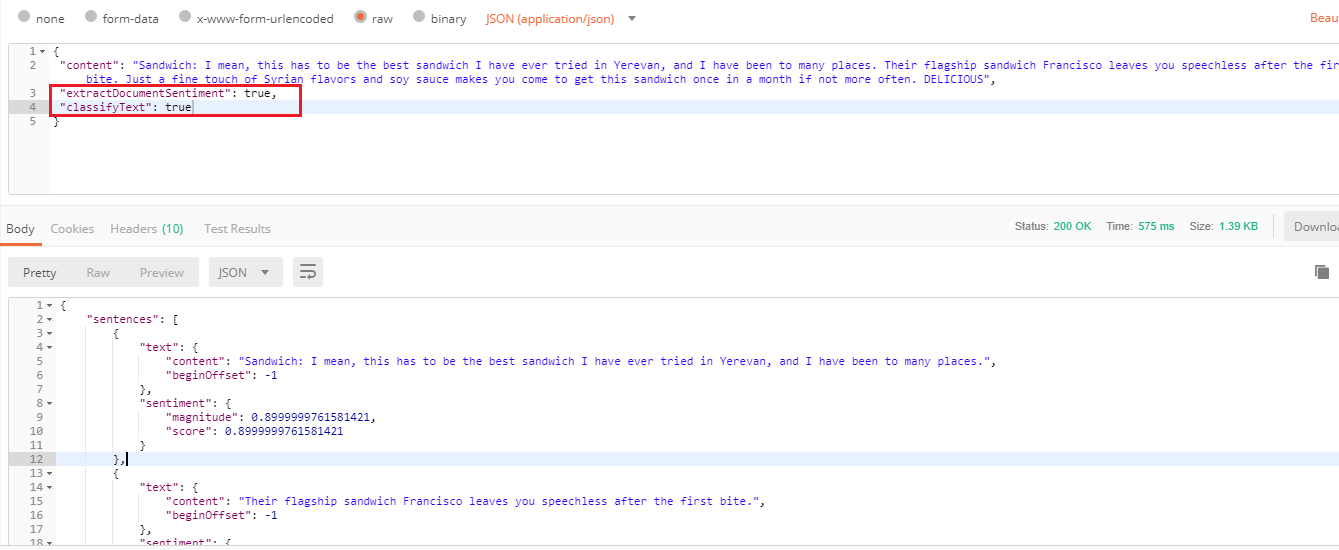 none form-data x-www-form-urlencoded raw binary JSON (application/json) Beau
1 {
2 "content": "Sandwich: I mean, this has to be the best sandwich I have ever tried in Yerevan, and I have been to many places. Their flagship sandwich Francisco leaves you speechless after the fir
bite. Just a fine touch of Syrian flavors and soy sauce makes you come to get this sandwich once in a month if not more often. DELICIOUS",
3 "extractDocumentSentiment": true,
4 "classifyText": true
5 }
Body Cookies Headers (10) Test Results Status: 200 OK Time: 575 ms Size: 1.39 KB Downloa
Pretty Raw Preview JSON
1 {
2 "sentences": [
3 {
4 "text": {
5 "content": "Sandwich: I mean, this has to be the best sandwich I have ever tried in Yerevan, and I have been to many places.",
6 "beginOffset": -1
7 },
8 "sentiment": {
9 "magnitude": 0.8999999761581421,
10 "score": 0.8999999761581421
11 }
12 },
13 {
14 "text": {
15 "content": "Their flagship sandwich Francisco leaves you speechless after the first bite.",
16 "beginOffset": -1
17 },
18 "sentiment": {